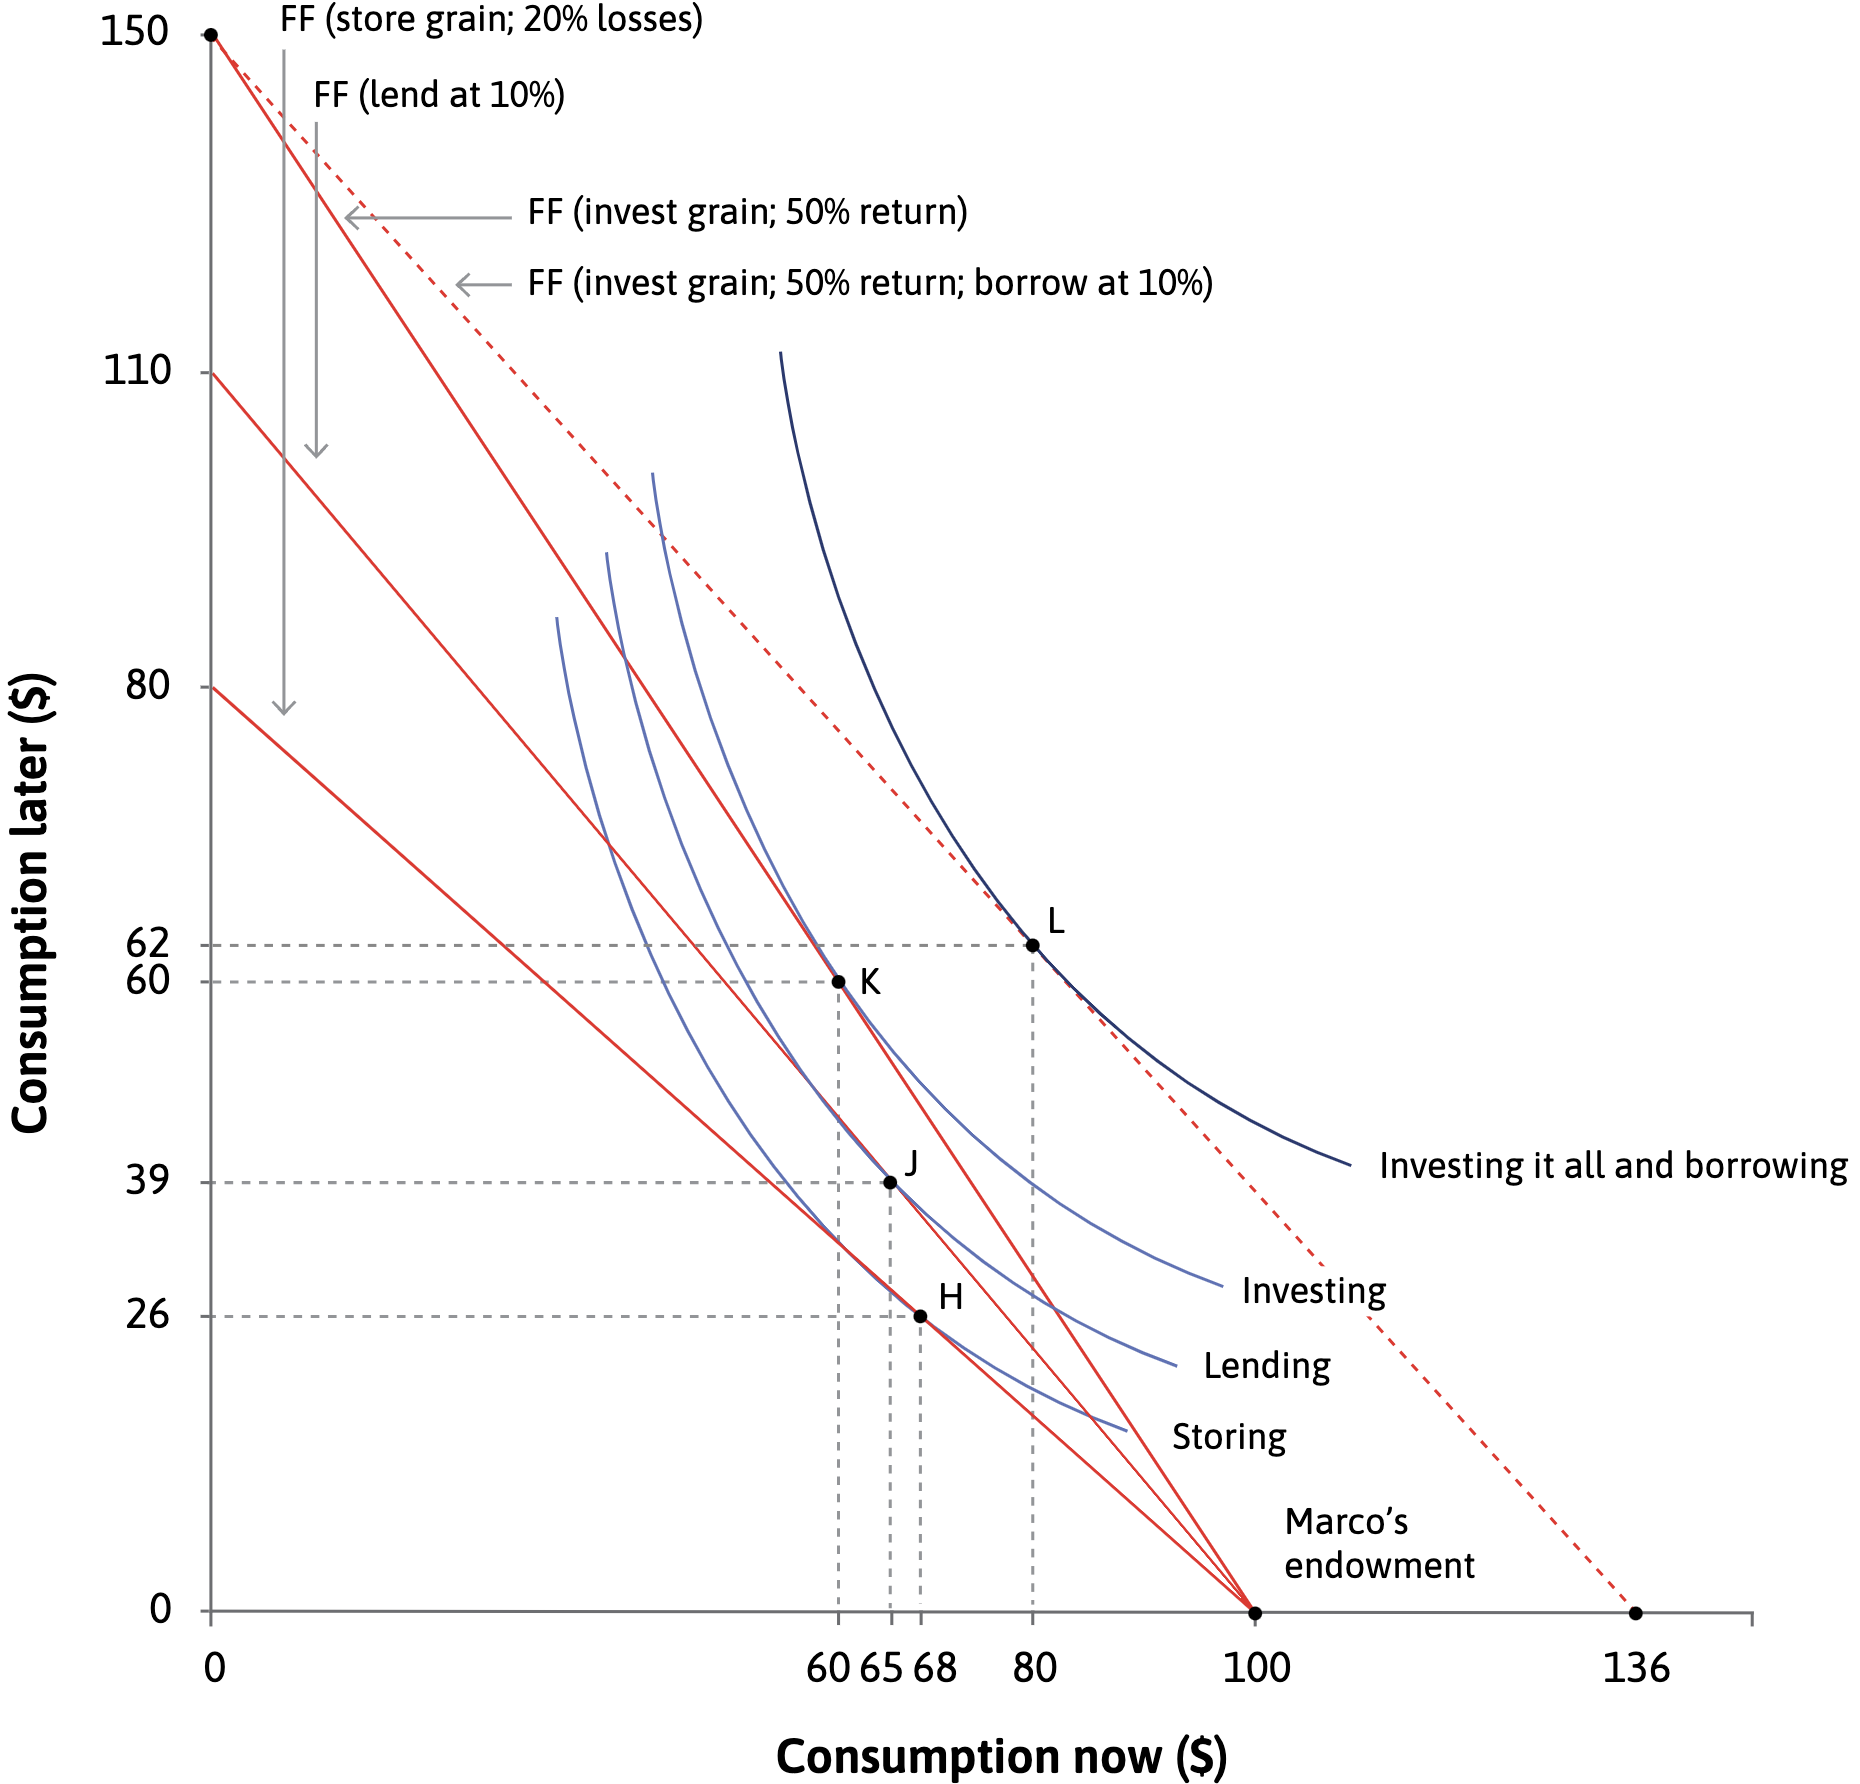 150
FF (store grain; 20% losses)
FF (lend at 10%)
FF (invest grain; 50% return)
FF (invest grain; 50% return; borrow at 10%)
110
80
62
60
39
26
0
Consumption later ($)
L
K
J
H
Investing it all and borrowing
Investing
Lending
Storing
Marco’s
endowment
0
60
65
68
80
100
136
Consumption now ($)